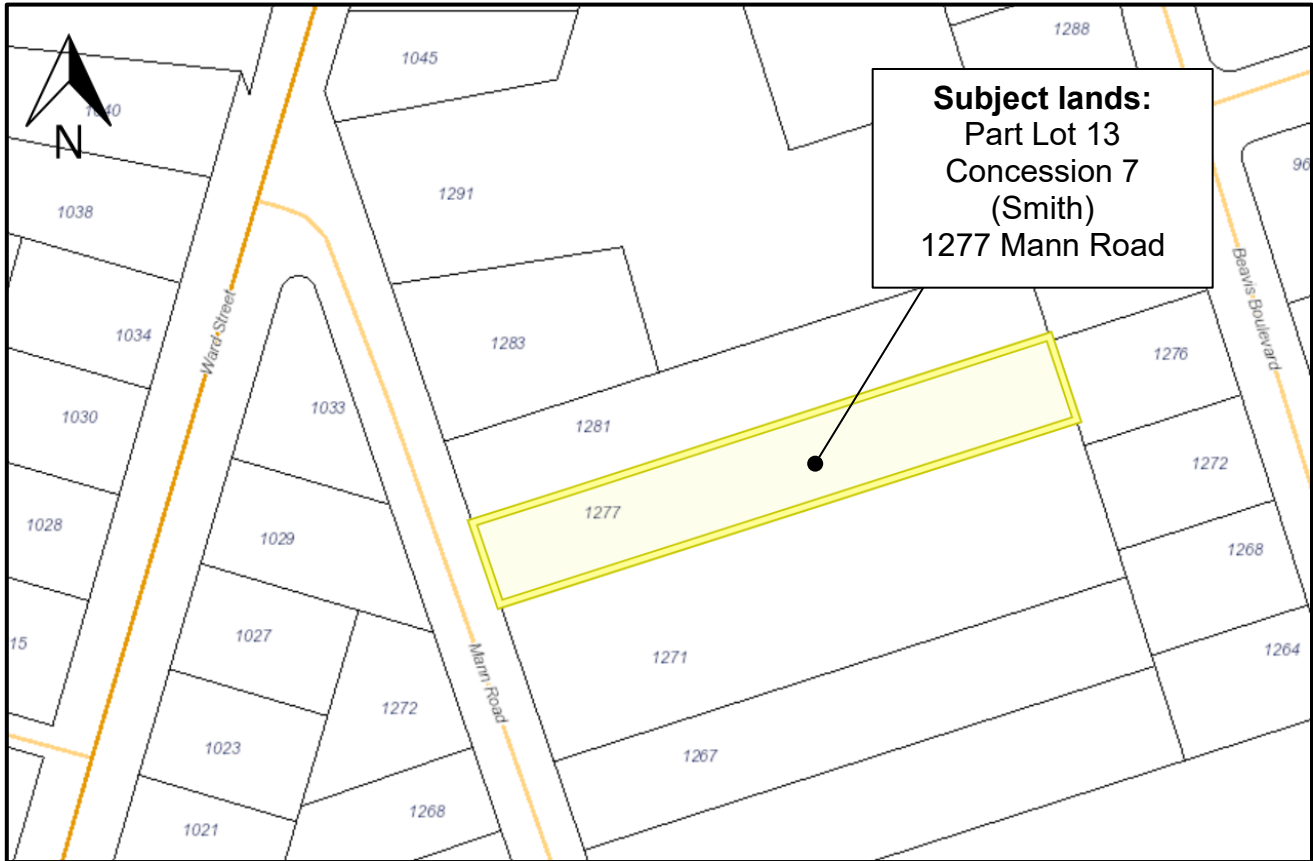 1288
1045
1040
N
Subject lands:
Part Lot 13
Concession 7
(Smith)
1277 Mann Road
96
1291
1038
Ward Street
Beavis Boulevard
1034
1283
1276
1030
1033
1281
1272
1277
1028
1029
1268
1027
15
1271
1264
Mann Road
1272
1023
1267
1268
1021